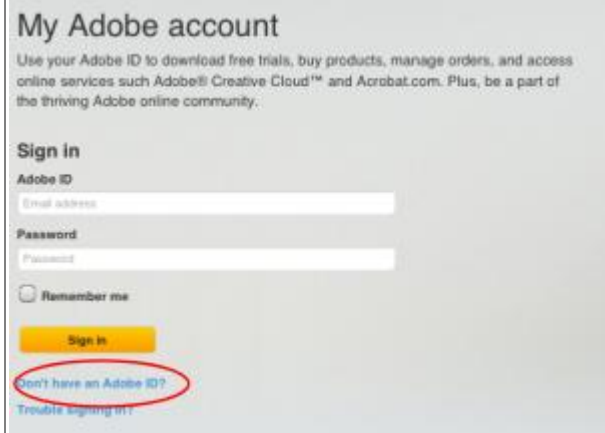 My Adobe account
Use your Adobe ID to download free trials, buy products, manage orders, and access
online services such Adobe® Creative Cloud™ and Acrobat.com. Plus, be a part of
the thriving Adobe online community.
Sign in
Adobe ID
Email address
Password
Password
Remember me
Sign in
Don't have an Adobe ID?
Trouble signing in?